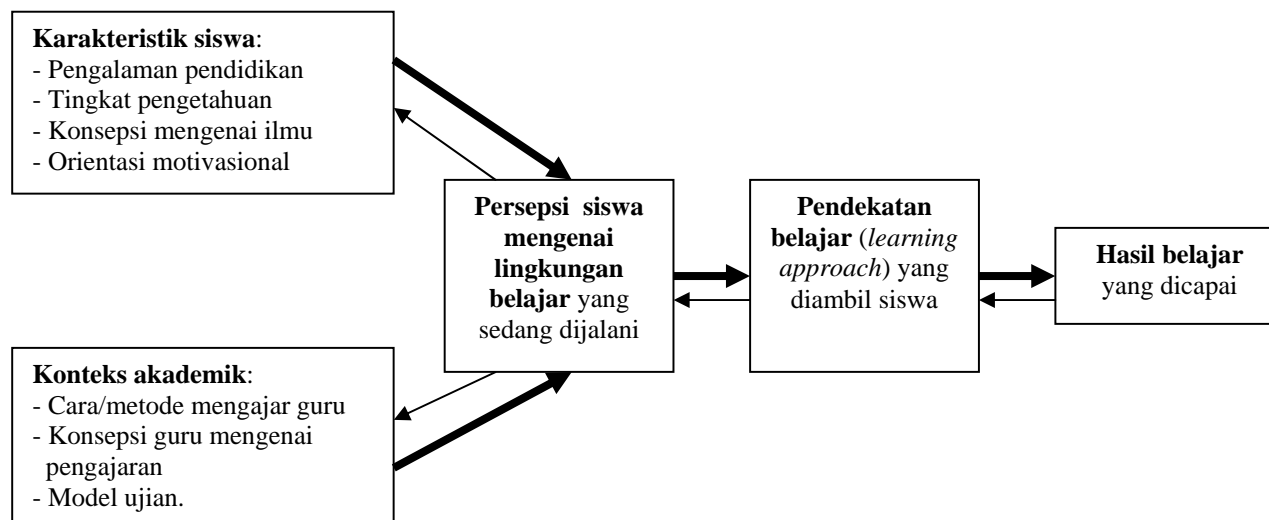 Karakteristik siswa:
- Pengalaman pendidikan
- Tingkat pengetahuan
- Konsepsi mengenai ilmu
- Orientasi motivasional
Persepsi siswa
mengenai
lingkungan
belajar yang
sedang dijalani
Pendekatan
belajar (learning
approach) yang
diambil siswa
Hasil belajar
yang dicapai
Konteks akademik:
- Cara/metode mengajar guru
- Konsepsi guru mengenai
pengajaran
- Model ujian.